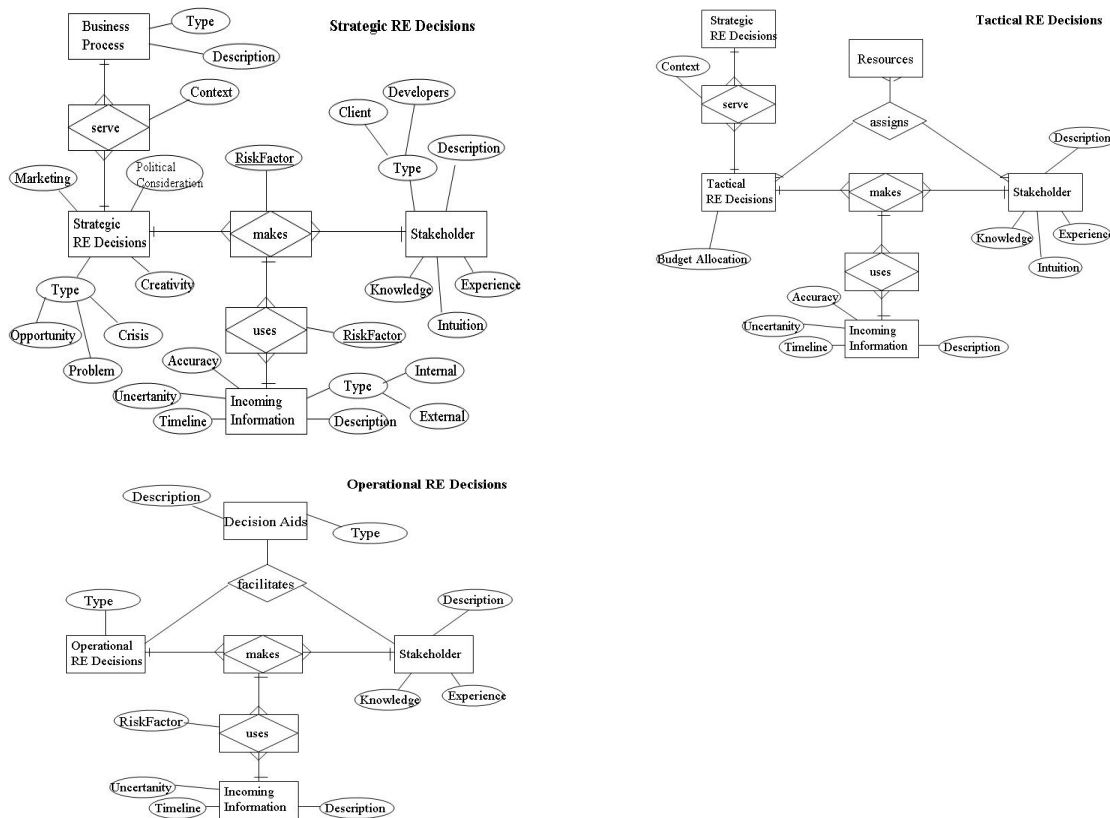 Strategic RE Decisions
Business
Process
Type
Description
Context
serve
Developers
Client
Description
Type
RiskFactor
Political
Consideration
Marketing
Strategic
RE Decisions
makes
Stakeholder
Creativity
Type
Knowledge
Experience
Opportunity
Crisis
Intuition
Problem
uses
RiskFactor
Accuracy
Internal
Uncertanity
Incoming
Information
Type
Timeline
Description
External
Tactical RE Decisions
Strategic
RE Decisions
Resources
Context
serve
assigns
Description
Tactical
RE Decisions
makes
Stakeholder
Knowledge
Experience
Budget Allocation
Intuition
uses
Accuracy
Uncertanity
Incoming
Information
Timeline
Description
Operational RE Decisions
Description
Decision Aids
Type
facilitates
Type
Description
Operational
RE Decisions
makes
Stakeholder
Knowledge
Experience
RiskFactor
uses
Uncertanity
Incoming
Information
Timeline
Description